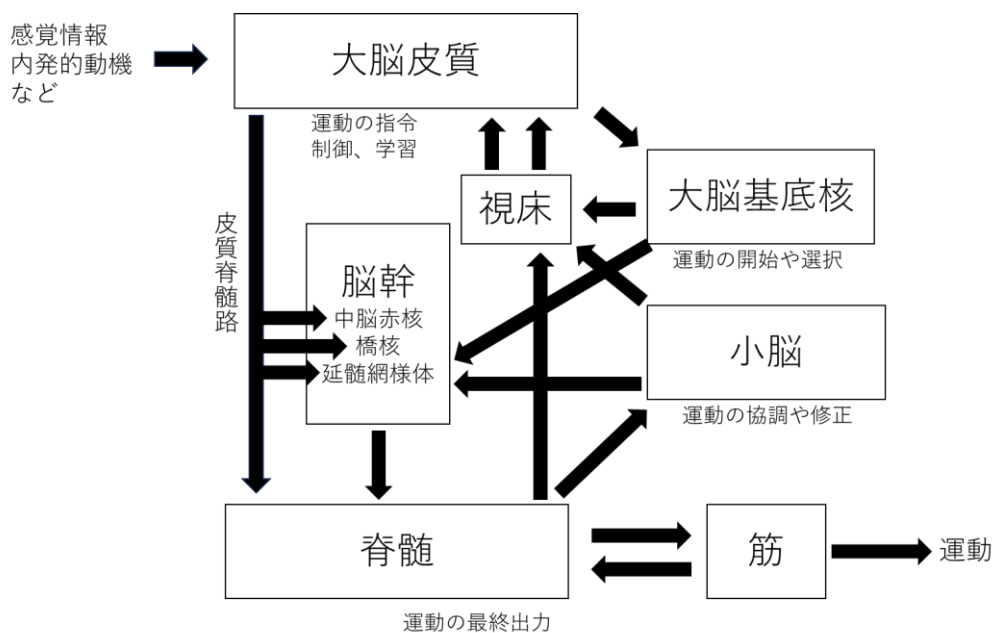 感覚情報
内発的動機
など
大脳皮質
運動の指令
制御、学習
視床
大脳基底核
運動の開始や選択
皮質脊髄路
脳幹
中脳赤核
橋核
延髄網様体
小脳
運動の協調や修正
脊髄
筋
運動
運動の最終出力